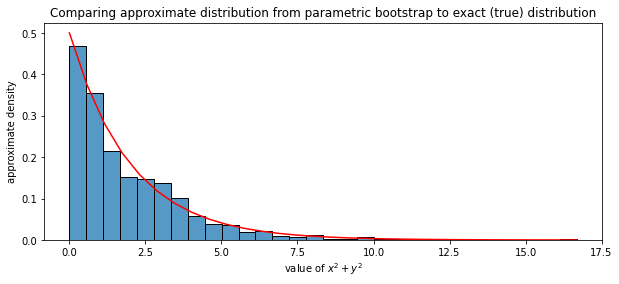 Comparing approximate distribution from parametric bootstrap to exact (true) distribution
approximate density
0.5
0.4
0.3
0.2
0.1
0.0
0.0 2.5 5.0 7.5 10.0 12.5 15.0 17.5
value of x² + y²